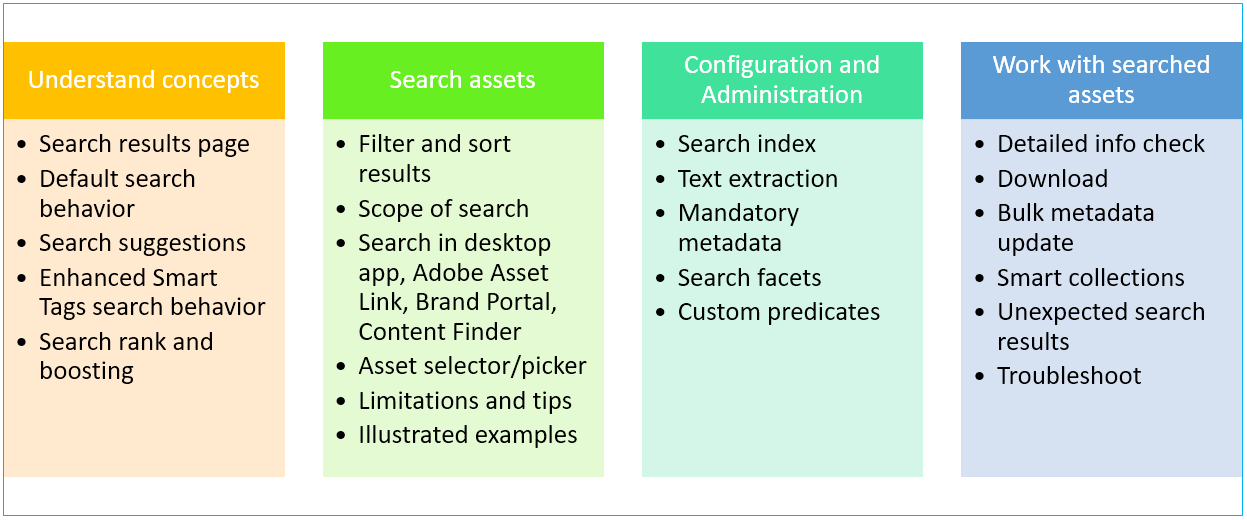 Understand concepts
• Search results page
• Default search
behavior
• Search suggestions
• Enhanced Smart
Tags search behavior
• Search rank and
boosting
Search assets
• Filter and sort
results
• Scope of search
• Search in desktop
app, Adobe Asset
Link, Brand Portal,
Content Finder
• Asset selector/picker
• Limitations and tips
• Illustrated examples
Configuration and
Administration
• Search index
• Text extraction
• Mandatory
metadata
• Search facets
• Custom predicates
Work with searched
assets
• Detailed info check
• Download
• Bulk metadata
update
• Smart collections
• Unexpected search
results
• Troubleshoot